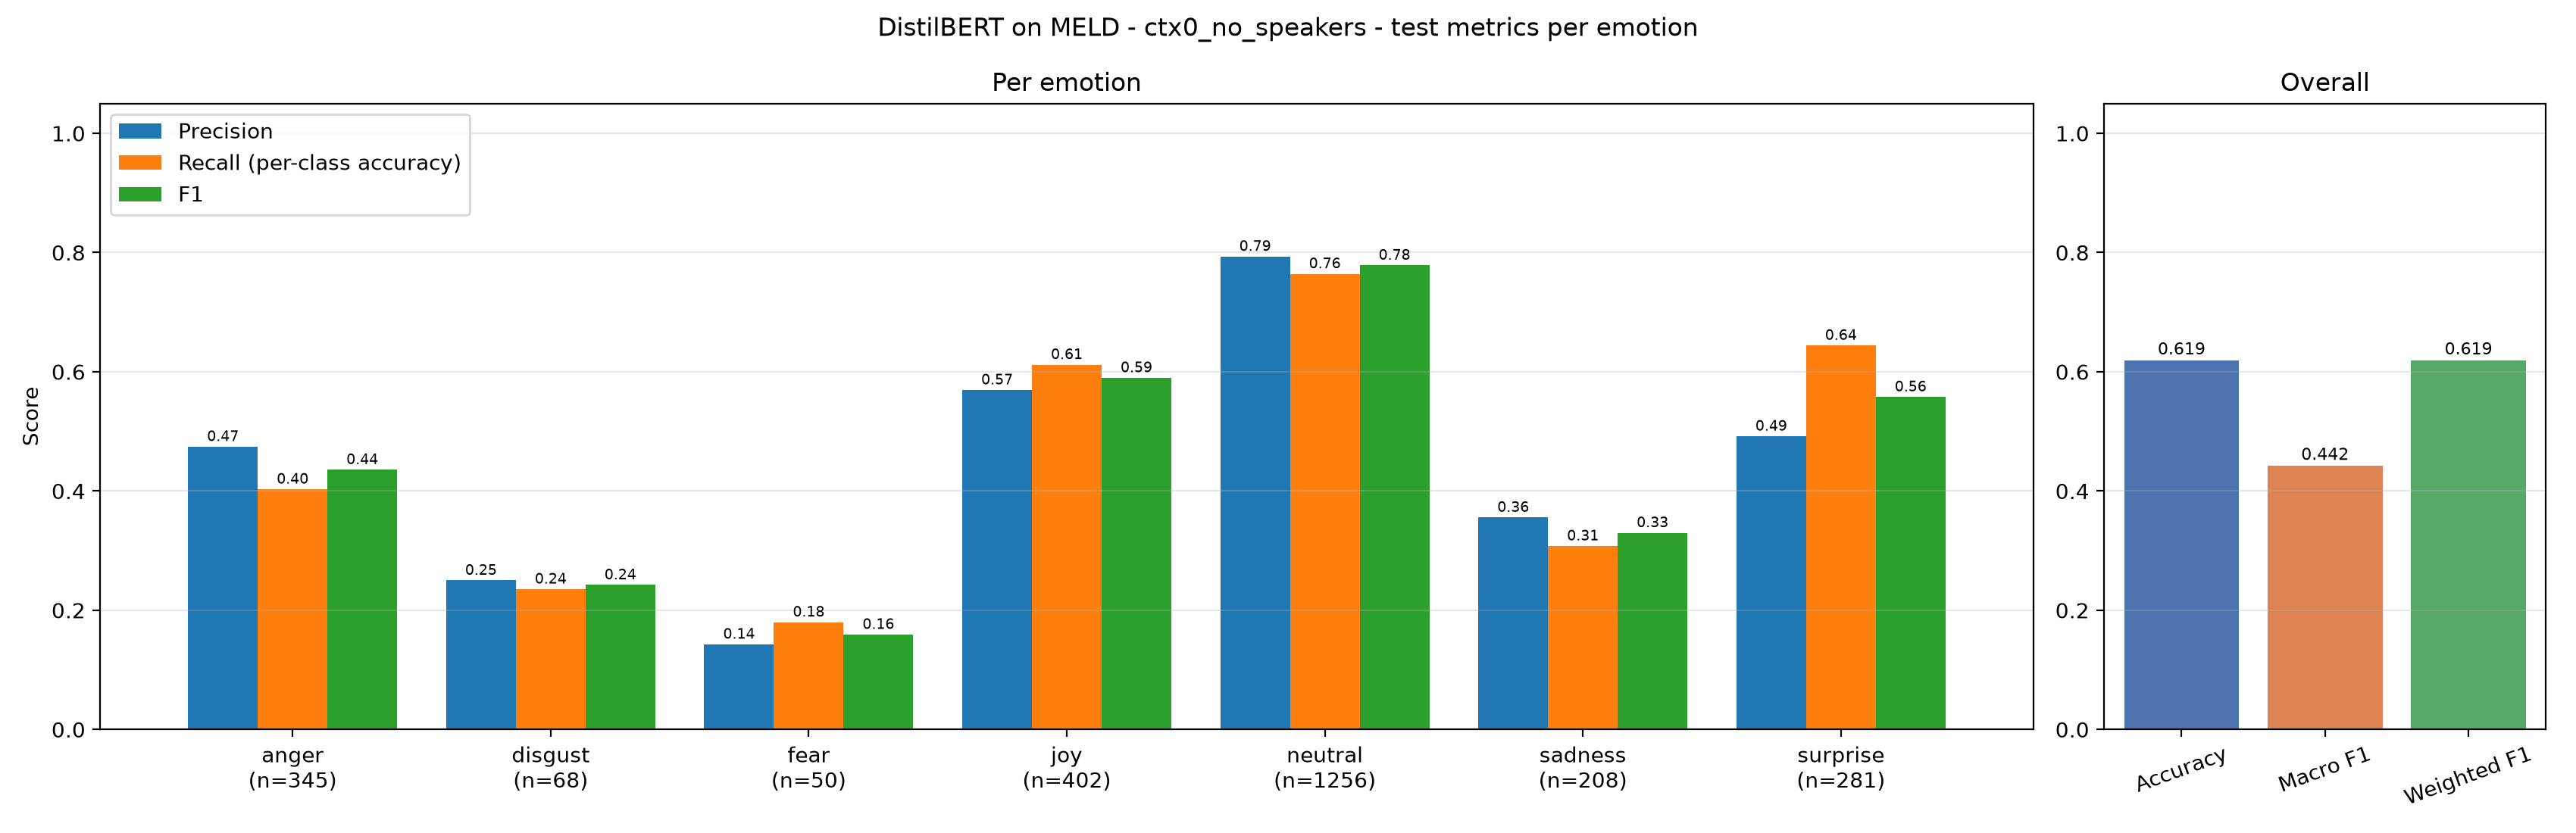 DistilBERT on MELD - ctx0_no_speakers - test metrics per emotion
Per emotion
Precision
Recall (per-class accuracy)
F1
Score
1.0
0.8
0.6
0.4
0.2
0.0
0.47
0.40
0.44
0.25
0.24
0.24
0.14
0.18
0.16
0.57
0.61
0.59
0.79
0.76
0.78
0.36
0.31
0.33
0.49
0.64
0.56
anger
(n=345)
disgust
(n=68)
fear
(n=50)
joy
(n=402)
neutral
(n=1256)
sadness
(n=208)
surprise
(n=281)
Overall
1.0
0.8
0.6
0.4
0.2
0.0
0.619
0.442
0.619
Accuracy
Macro F1
Weighted F1